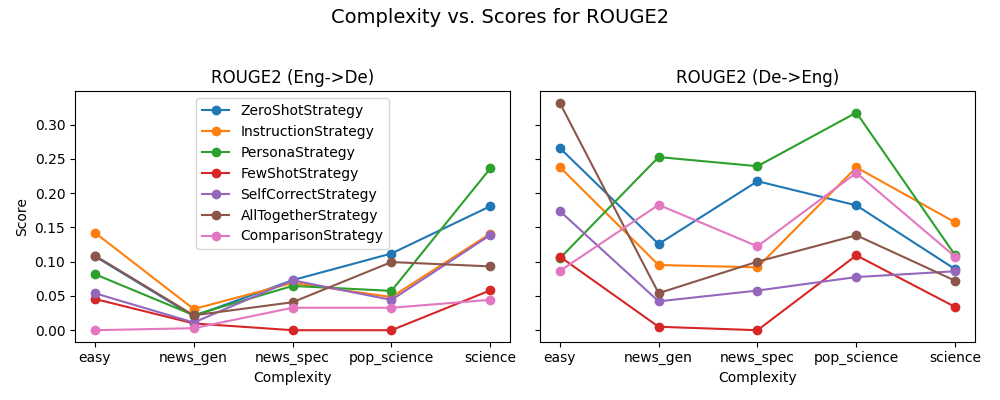 Complexity vs. Scores for ROUGE2
ROUGE2 (Eng->De)
Score
0.30
0.25
0.20
0.15
0.10
0.05
0.00
ZeroShotStrategy
InstructionStrategy
PersonaStrategy
FewShotStrategy
SelfCorrectStrategy
AllTogetherStrategy
ComparisonStrategy
easy news_gen news_spec pop_science science
Complexity
ROUGE2 (De->Eng)
easy news_gen news_spec pop_science science
Complexity